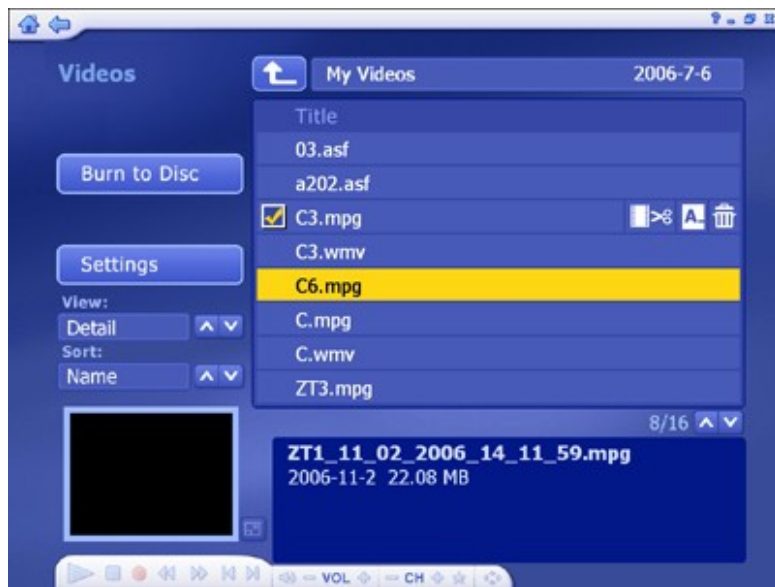 Videos
My Videos 2006-7-6
Title
03.asf
Burn to Disc
a202.asf
C3.mpg A
C3.wmv
Settings
C6.mpg
View:
Detail
C.mpg
Sort:
Name
C.wmv
ZT3.mpg
8/16
ZT1_11_02_2006_14_11_59.mpg
2006-11-2 22.08 MB
VOL CH